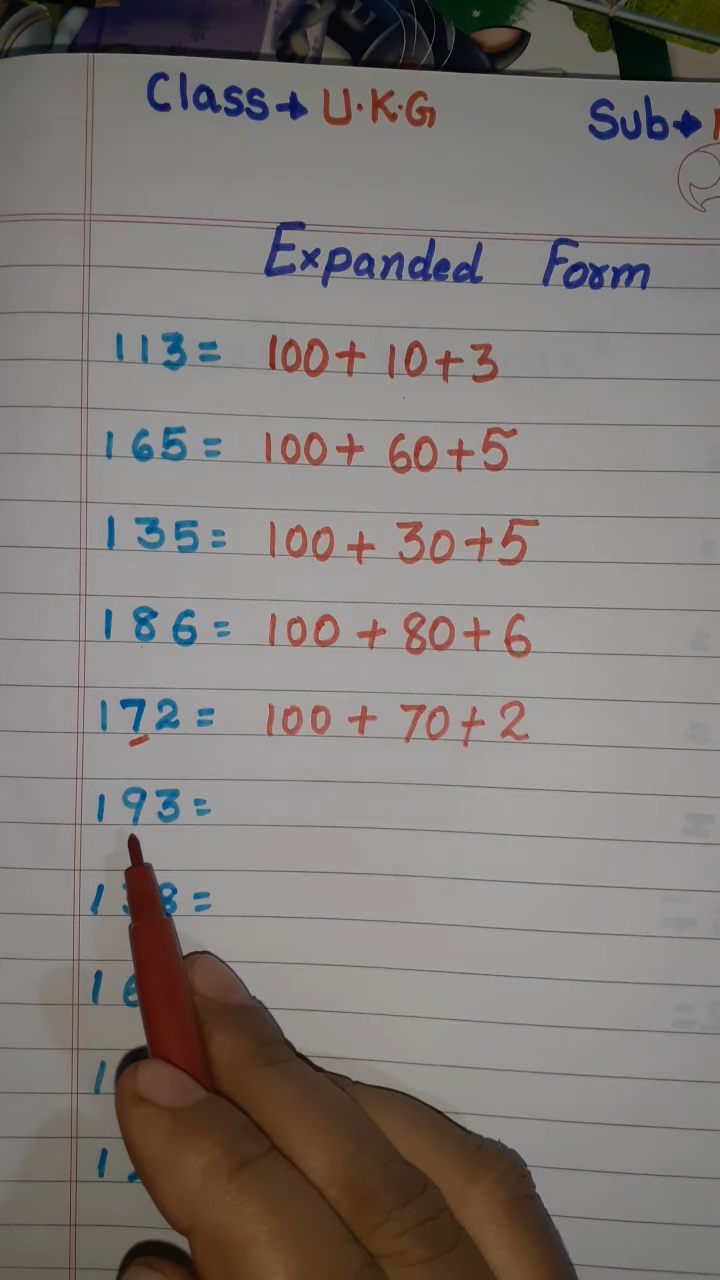 Class→ U.K.G Sub→
Expanded Form
113= 100+ 10+3
165= 100+ 60+5
135= 100+ 30+5
186= 100 +80+6
172= 100 + 70+2
193=